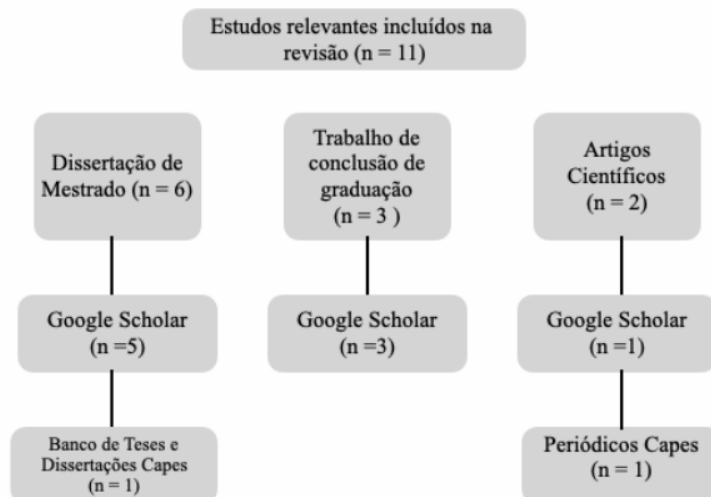 Estudos relevantes incluídos na
revisão (n = 11)
Dissertação de
Mestrado (n = 6)
Trabalho de
conclusão de
graduação
(n = 3 )
Artigos
Científicos
(n = 2)
Google Scholar
(n =5)
Google Scholar
(n =3)
Google Scholar
(n =1)
Banco de Teses e
Dissertações Capes
(n = 1)
Periódicos Capes
(n = 1)